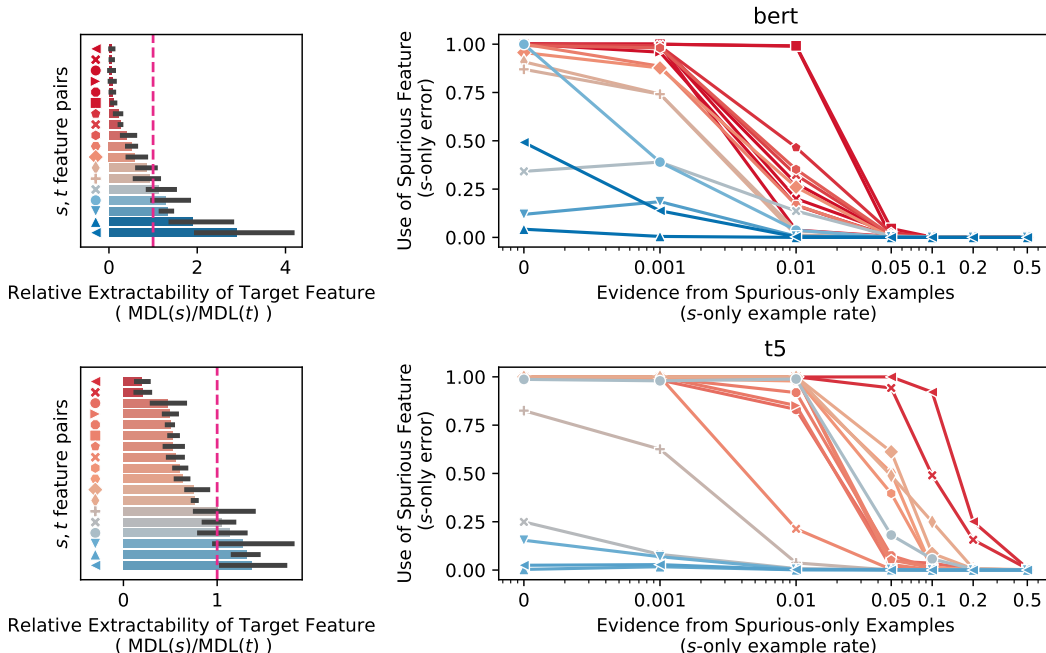 bert
s, t feature pairs
0 2 4
Relative Extractability of Target Feature
( MDL(s)/MDL(t) )
Use of Spurious Feature
(s-only error)
1.00
0.75
0.50
0.25
0.00
0 0.001 0.01 0.05 0.1 0.2 0.5
Evidence from Spurious-only Examples
(s-only example rate)
t5
s, t feature pairs
0 1
Relative Extractability of Target Feature
( MDL(s)/MDL(t) )
Use of Spurious Feature
(s-only error)
1.00
0.75
0.50
0.25
0.00
0 0.001 0.01 0.05 0.1 0.2 0.5
Evidence from Spurious-only Examples
(s-only example rate)